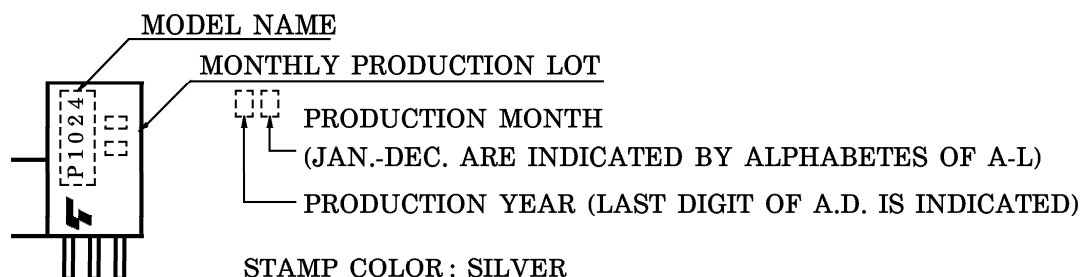 MODEL NAME
MONTHLY PRODUCTION LOT
P1024
PRODUCTION MONTH
(JAN.-DEC. ARE INDICATED BY ALPHABETES OF A-L)
PRODUCTION YEAR (LAST DIGIT OF A.D. IS INDICATED)
STAMP COLOR: SILVER